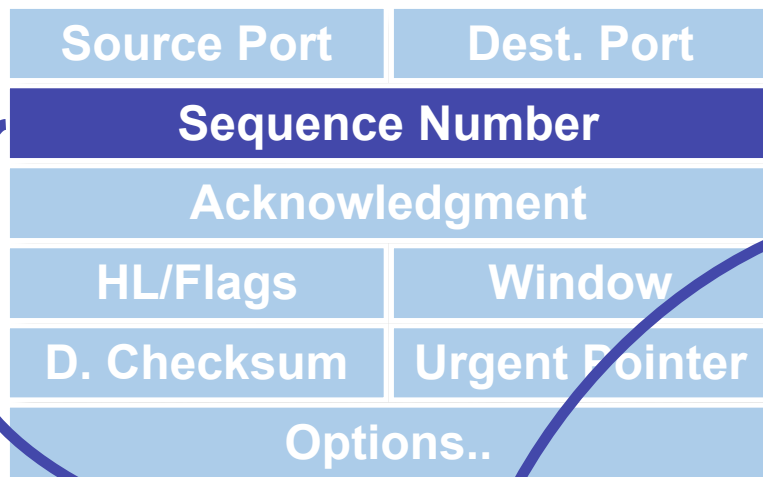 Source Port Dest. Port
Sequence Number
Acknowledgment
HL/Flags Window
D. Checksum Urgent Pointer
Options..